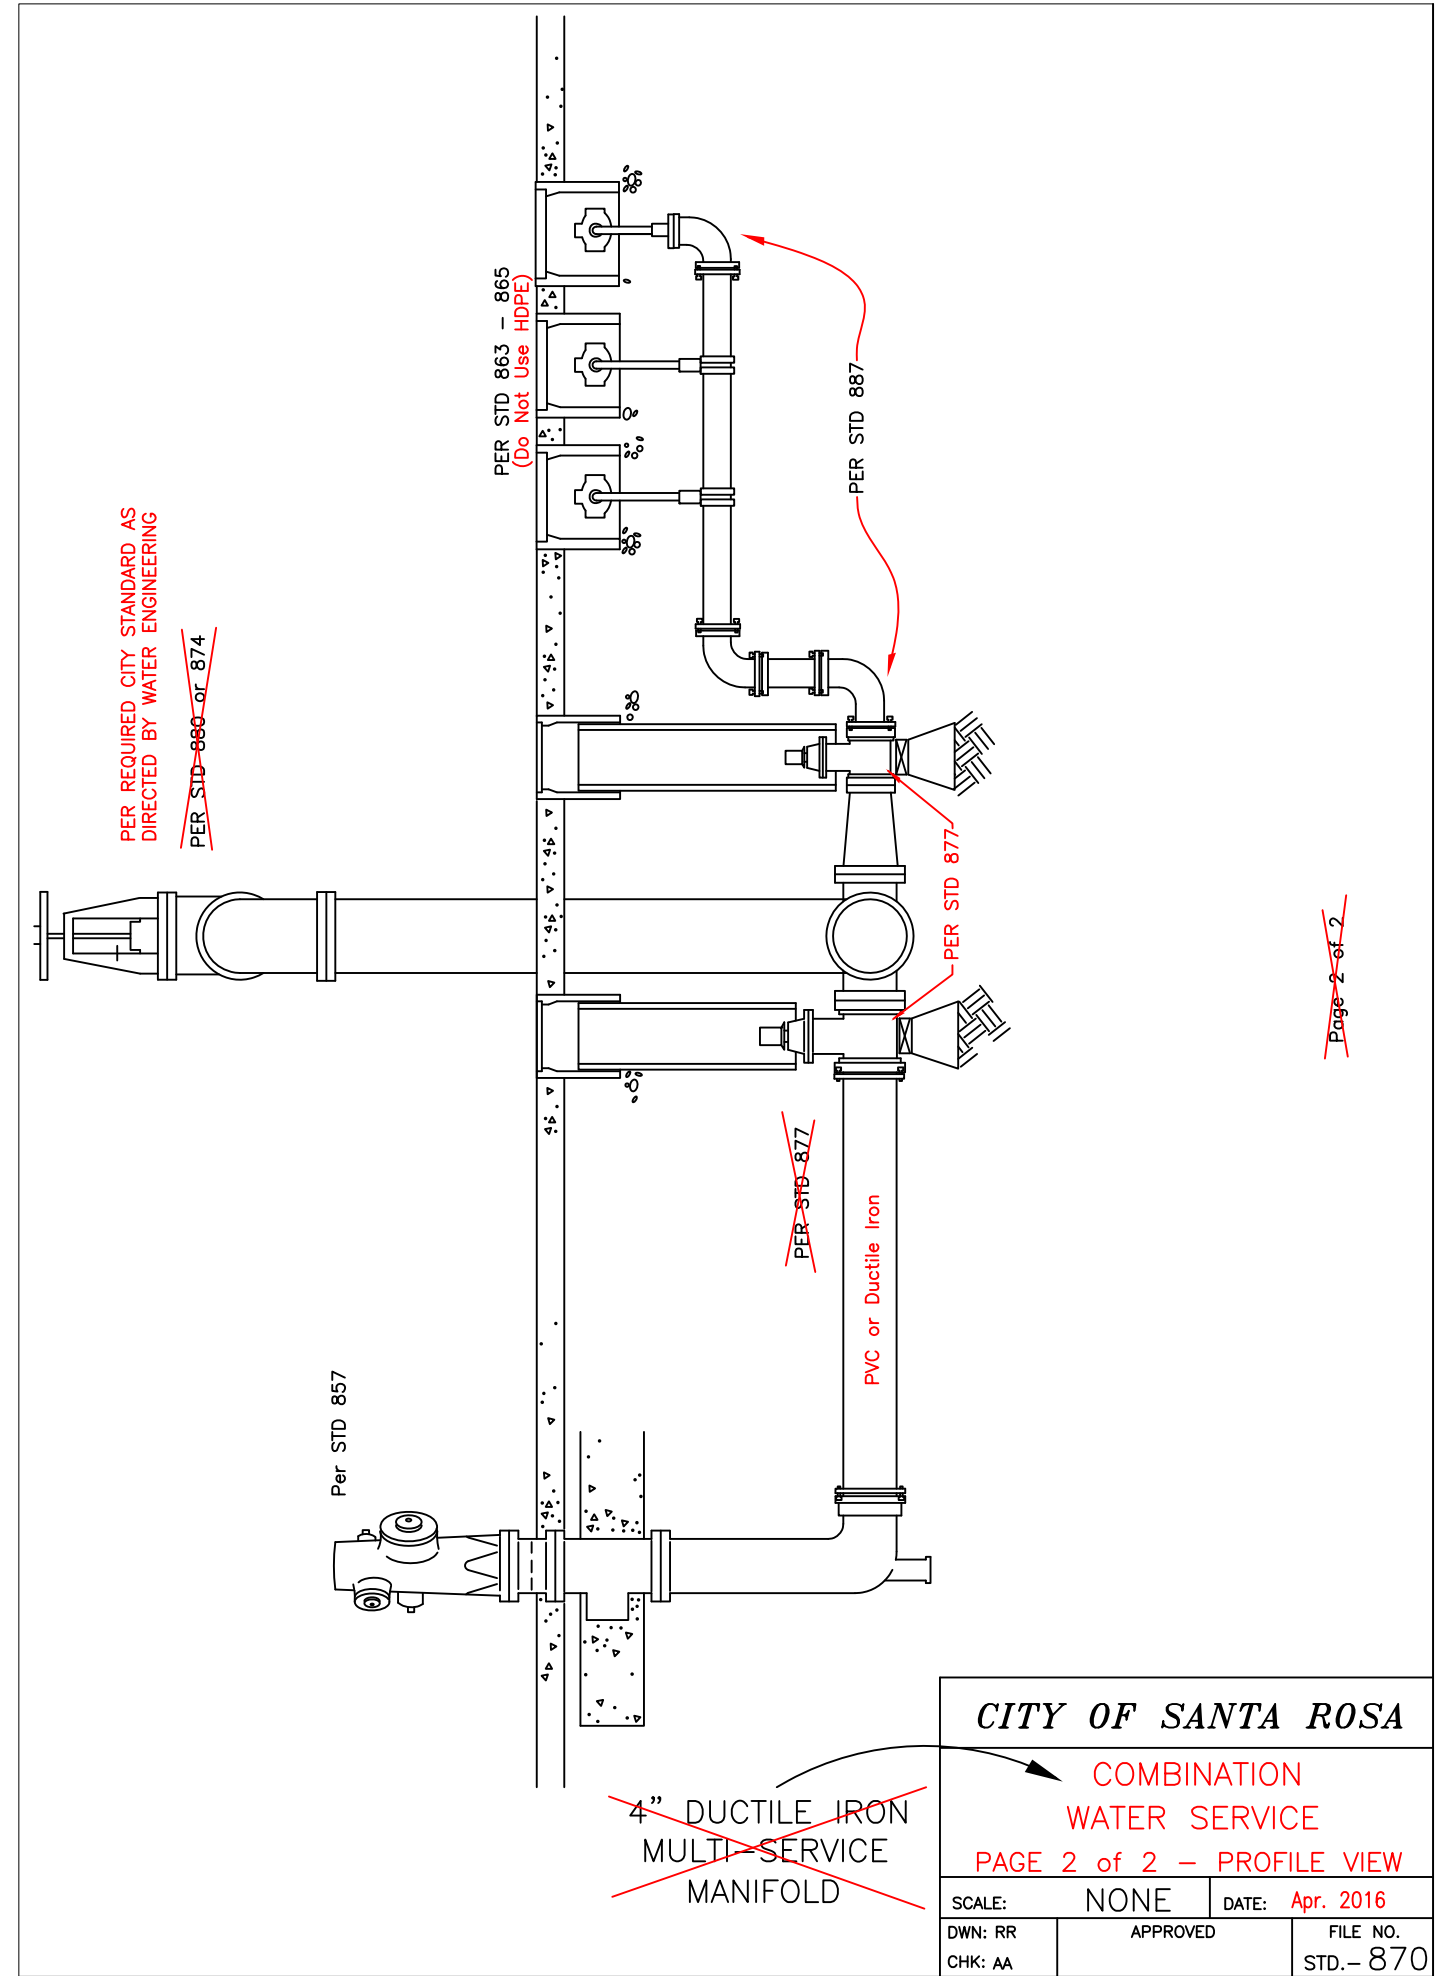 PER REQUIRED CITY STANDARD AS
DIRECTED BY WATER ENGINEERING
PER STD 880 or 874
PER STD 863 - 865
(Do Not Use HDPE)
PER STD 887
PER STD 877
Page 2 of 2
PER STD 877
PVC or Ductile Iron
Per STD 857
4" DUCTILE IRON
MULTI-SERVICE
MANIFOLD
CITY OF SANTA ROSA
COMBINATION
WATER SERVICE
PAGE 2 of 2 - PROFILE VIEW
SCALE: NONE DATE: Apr. 2016
DWN: RR APPROVED FILE NO.
CHK: AA STD.-870